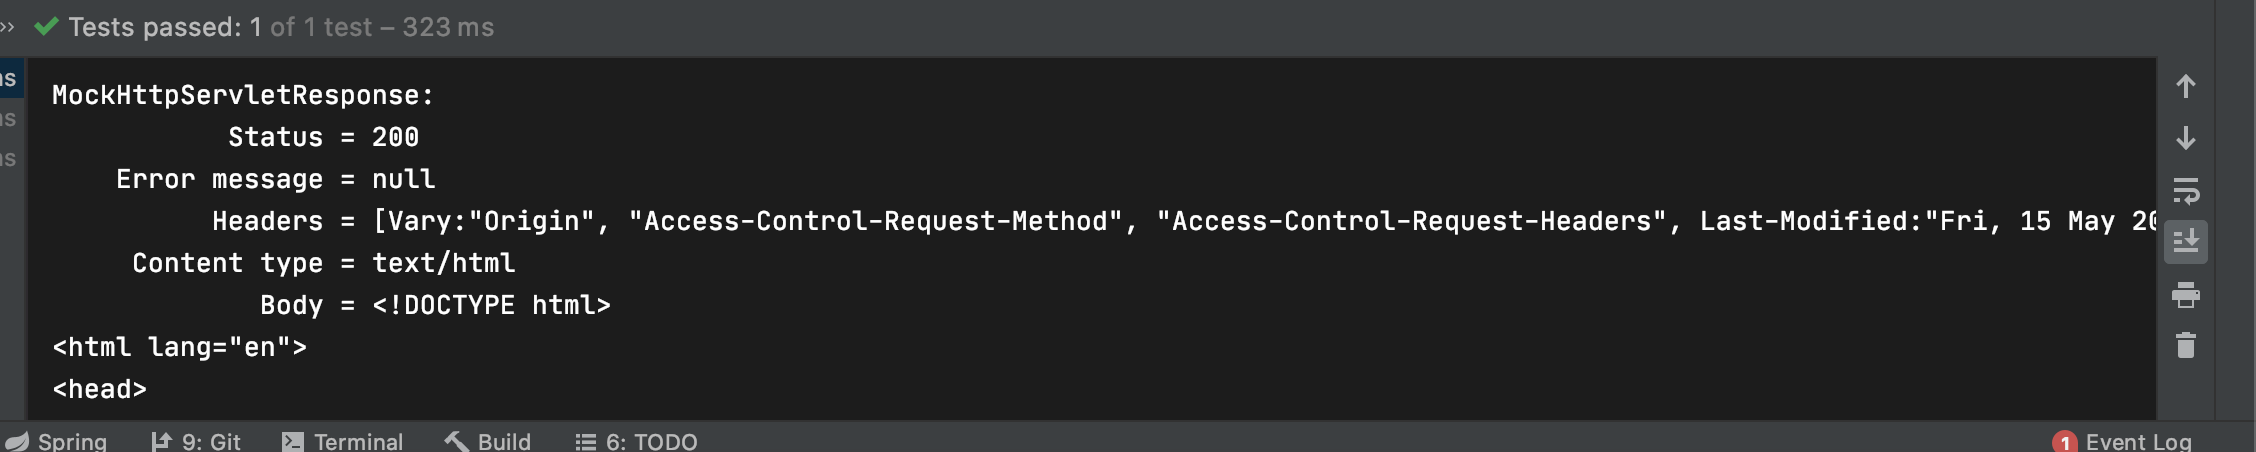 Tests passed: 1 of 1 test – 323 ms
MockHttpServletResponse:
Status = 200
Error message = null
Headers = [Vary:"Origin", "Access-Control-Request-Method", "Access-Control-Request-Headers", Last-Modified:"Fri, 15 May 20
Content type = text/html
Body = <!DOCTYPE html>
<html lang="en">
<head>
Spring 9: Git Terminal Build 6: TODO 1 Event Log